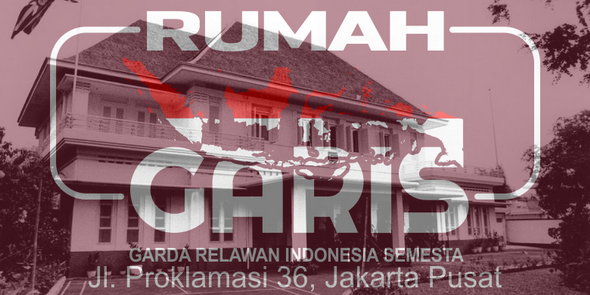 RUMAH
GARIS
GARDA RELAWAN INDONESIA SEMESTA
Jl. Proklamasi 36, Jakarta Pusat